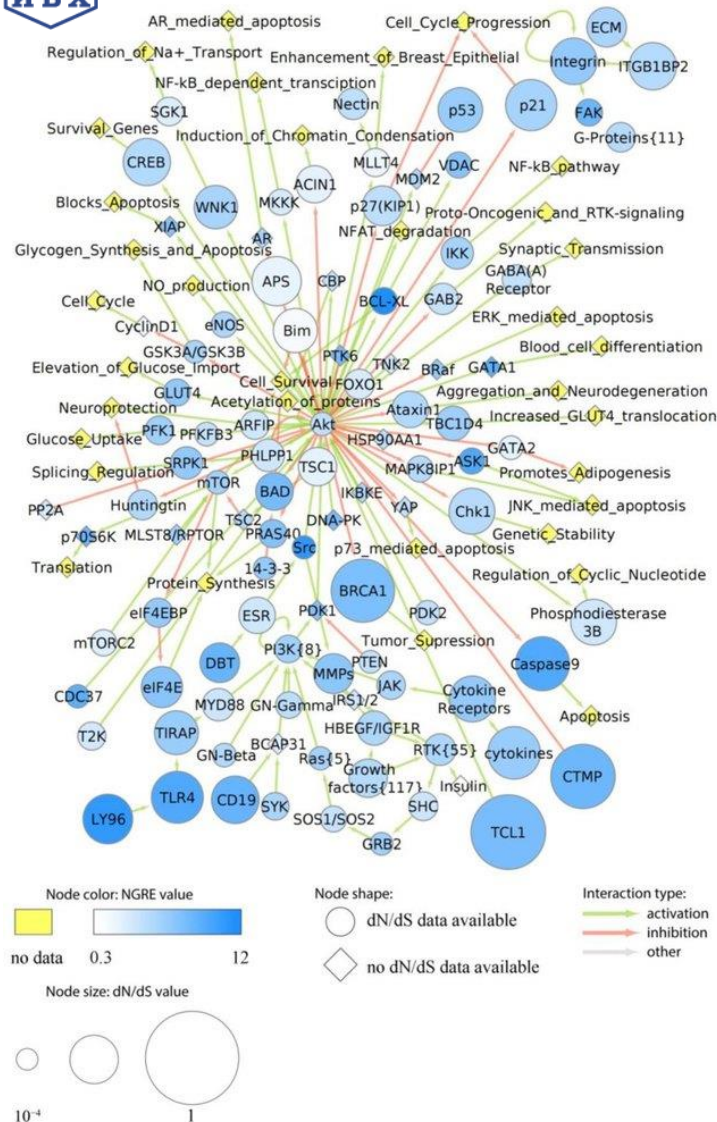 AR_mediated_apoptosis
Cell_Cycle_Progression
ECM
Regulation_of_Na+_Transport
Enhancement_of_Breast_Epithelial
Integrin
ITGB1BP2
NF-kB_dependent_transciption
SGK1
Nectin
p53
p21
FAK
Survival_Genes
Induction_of_Chromatin_Condensation
G-Proteins{11}
CREB
MLLT4
MDM2
VDAC
NF-kB_pathway
ACIN1
Blocks_Apoptosis
WNK1
MKKK
p27(KIP1)
Proto-Oncogenic_and_RTK-signaling
XIAP
AR
NFAT_degradation
Glycogen_Synthesis_and_Apoptosis
IKK
Synaptic_Transmission
NO_production
APS
CBP
GABA(A)
Receptor
Cell_Cycle
BCL-XL
GAB2
CyclinD1
eNOS
Bim
ERK_mediated_apoptosis
GSK3A/GSK3B
PTK6
TNK2
BRaf
GATA1
Blood_cell_differentiation
Elevation_of_Glucose_Import
Cell_Survival
FOXO1
GLUT4
Acetylation_of_proteins
Aggregation_and_Neurodegeneration
Neuroprotection
Ataxin1
TBC1D4
Increased_GLUT4_translocation
Glucose_Uptake
PFK1
PFKFB3
ARFIP
Akt
HSP90AA1
GATA2
Splicing_Regulation
SRPK1
PHLPP1
TSC1
MAPK8IP1
ASK1
Promotes_Adipogenesis
mTOR
BAD
IKBKE
YAP
PP2A
Huntingtin
Chk1
JNK_mediated_apoptosis
p70S6K
MLST8/RPTOR
TSC2
PRAS40
DNA-PK
Genetic_Stability
Src
p73_mediated_apoptosis
Translation
14-3-3
Protein_Synthesis
Regulation_of_Cyclic_Nucleotide
BRCA1
eIF4EBP
ESR
PDK1
PDK2
Phosphodiesterase
3B
mTORC2
PI3K{8}
Tumor_Supression
DBT
PTEN
Caspase9
CDC37
eIF4E
MMPs
JAK
IRS1/2
Cytokine
Receptors
MYD88
GN-Gamma
Apoptosis
T2K
TIRAP
HBEGF/IGF1R
GN-Beta
BCAP31
Ras{5}
RTK{55}
cytokines
Growth
factors{117}
Insulin
CTMP
TLR4
CD19
SYK
LY96
SOS1/SOS2
SHC
TCL1
GRB2
Node color: NGRE value
no data
0.3
12
Node shape:
dN/dS data available
no dN/dS data available
Interaction type:
activation
inhibition
other
Node size: dN/dS value
10⁻⁴
1